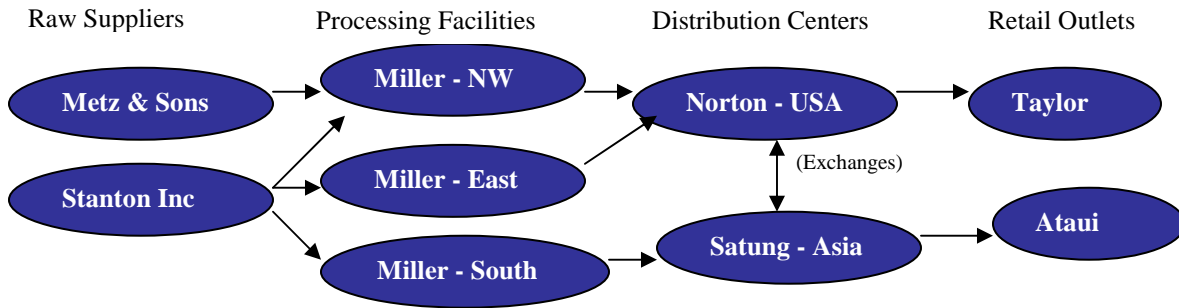 Raw Suppliers
Processing Facilities
Distribution Centers
Retail Outlets
Metz & Sons
Miller - NW
Norton - USA
Taylor
(Exchanges)
Stanton Inc
Miller - East
Miller - South
Satung - Asia
Ataui